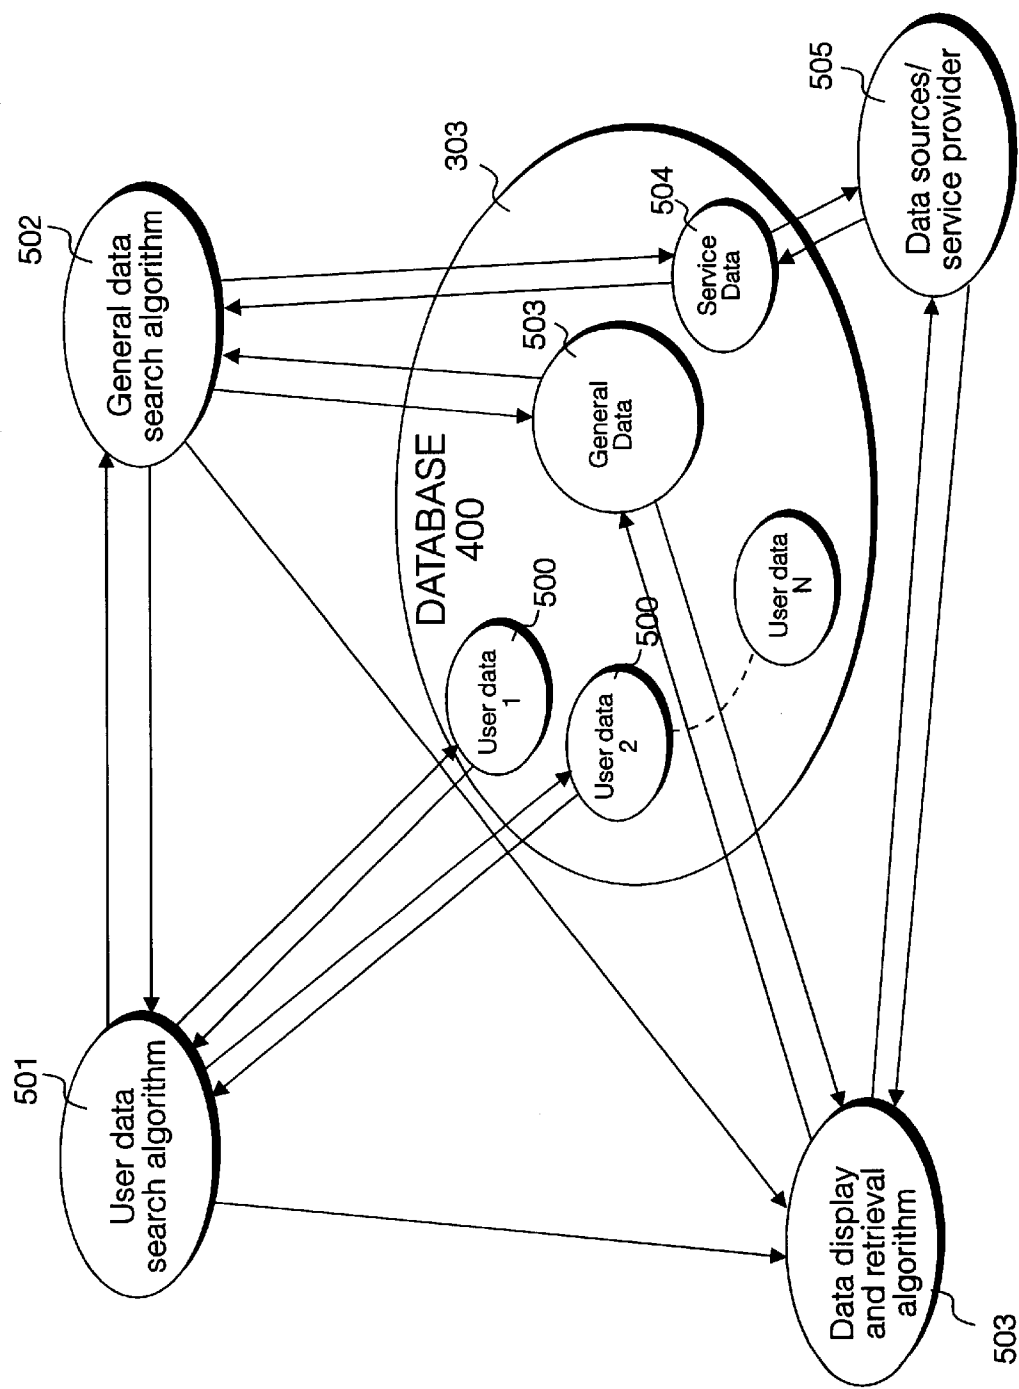 501
User data
search algorithm
502
General data
search algorithm
303
DATABASE
400
User data
1
500
User data
2
500
User data
N
General
Data
503
Service
Data
504
Data display
and retrieval
algorithm
503
Data sources/
service provider
505